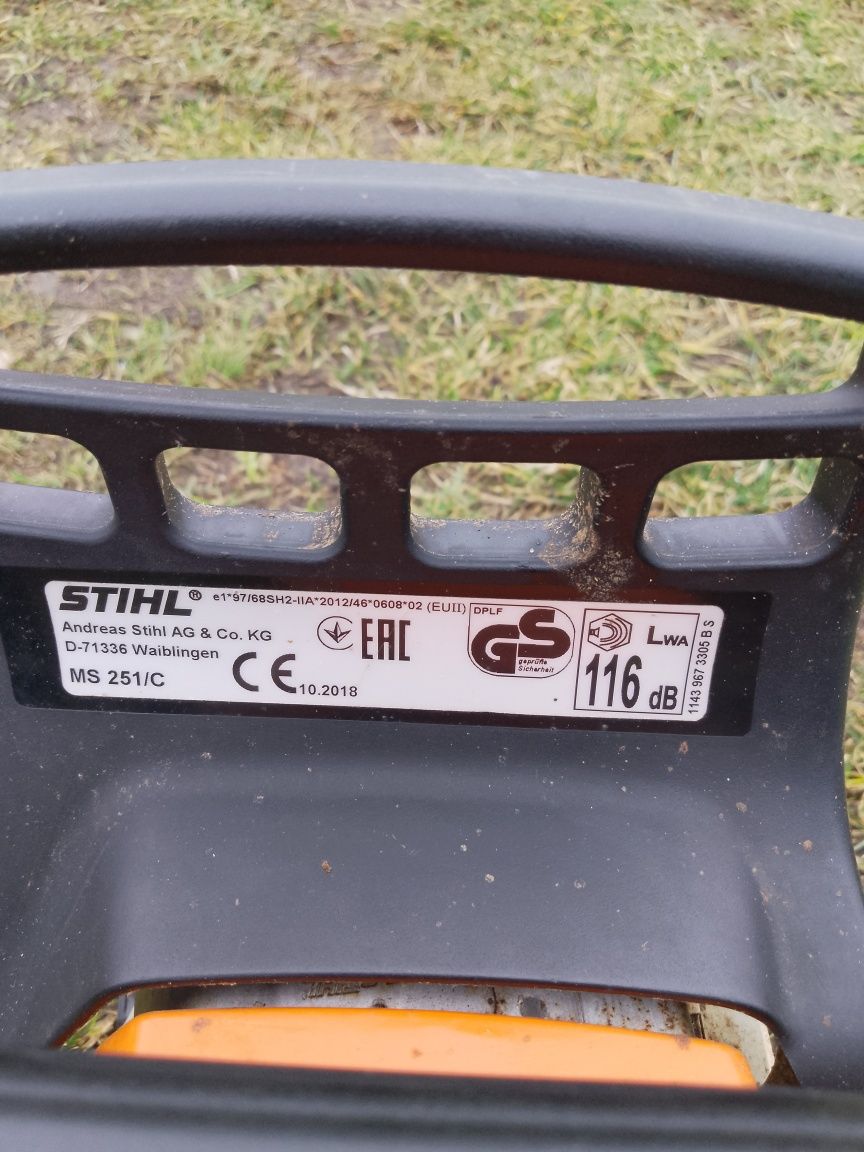 STIHL® e1*97/68SH2-IIA*2012/46*0608*02 (EUII)
Andreas Stihl AG & Co. KG
D-71336 Waiblingen
MS 251/C
EAC
CE 10.2018
DPLF
GS
geprüfte
Sicherheit
LWA
116 dB
1143 967 3305 B S